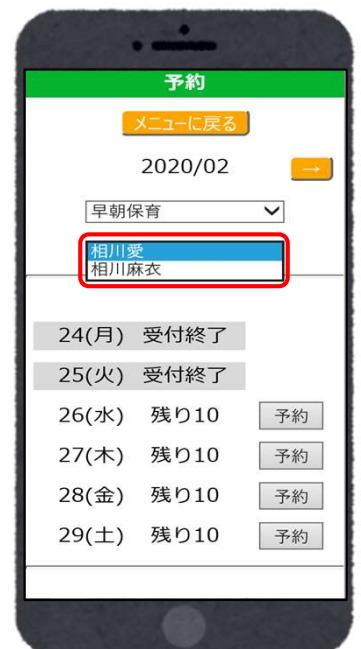 予約
メニューに戻る
2020/02 →
早朝保育
相川愛
相川麻衣
24(月) 受付終了
25(火) 受付終了
26(水) 残り10 予約
27(木) 残り10 予約
28(金) 残り10 予約
29(土) 残り10 予約